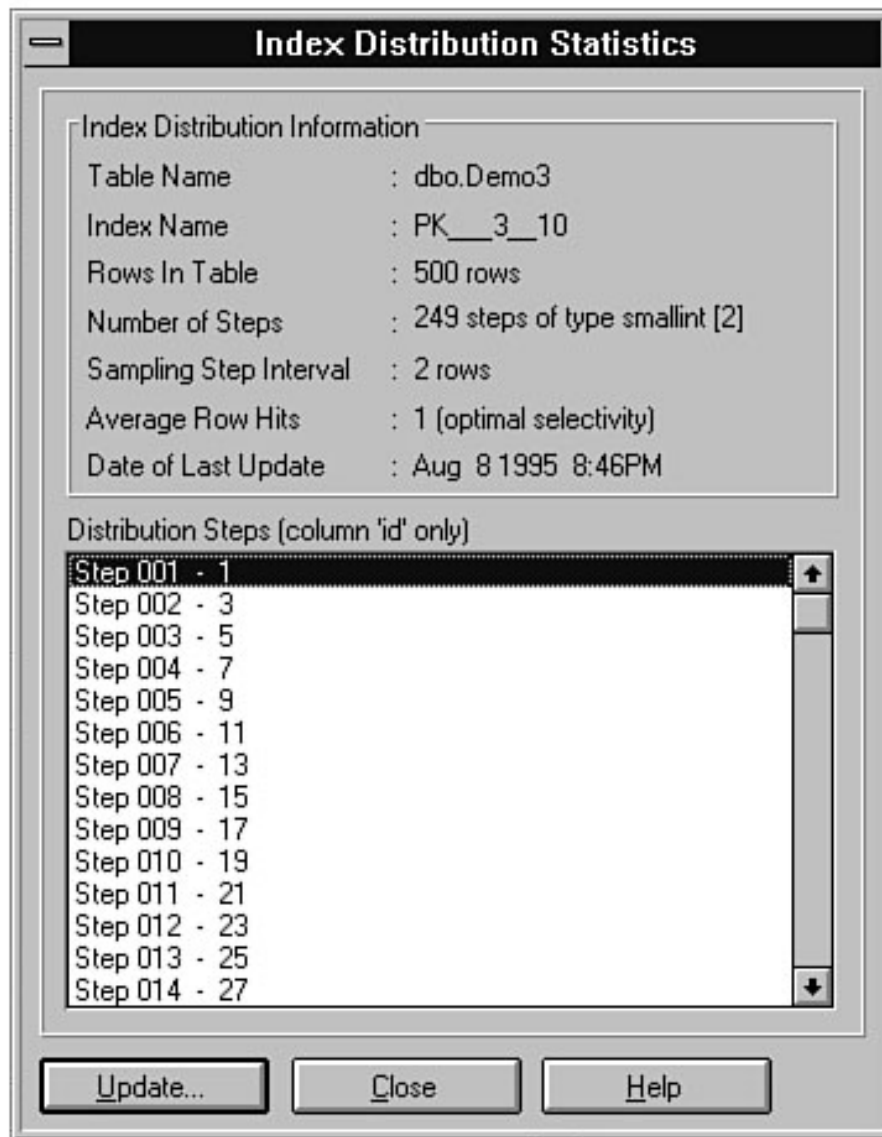 Index Distribution Statistics
Index Distribution Information
Table Name : dbo.Demo3
Index Name : PK___3__10
Rows In Table : 500 rows
Number of Steps : 249 steps of type smallint [2]
Sampling Step Interval : 2 rows
Average Row Hits : 1 (optimal selectivity)
Date of Last Update : Aug 8 1995 8:46PM
Distribution Steps (column 'id' only)
Step 001 - 1
Step 002 - 3
Step 003 - 5
Step 004 - 7
Step 005 - 9
Step 006 - 11
Step 007 - 13
Step 008 - 15
Step 009 - 17
Step 010 - 19
Step 011 - 21
Step 012 - 23
Step 013 - 25
Step 014 - 27
Update... Close Help